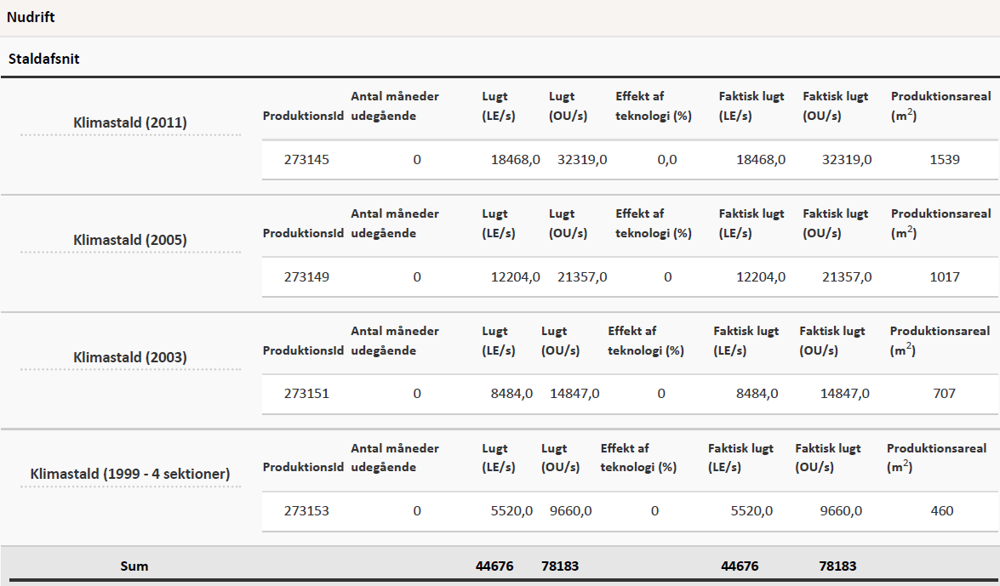 Nudrift
Staldafsnit
Klimastald (2011)
ProduktionsId Antal måneder udegående Lugt (LE/s) Lugt (OU/s) Effekt af teknologi (%) Faktisk lugt (LE/s) Faktisk lugt (OU/s) Produktionsareal (m²)
273145 0 18468,0 32319,0 0,0 18468,0 32319,0 1539
Klimastald (2005)
ProduktionsId Antal måneder udegående Lugt (LE/s) Lugt (OU/s) Effekt af teknologi (%) Faktisk lugt (LE/s) Faktisk lugt (OU/s) Produktionsareal (m²)
273149 0 12204,0 21357,0 0 12204,0 21357,0 1017
Klimastald (2003)
ProduktionsId Antal måneder udegående Lugt (LE/s) Lugt (OU/s) Effekt af teknologi (%) Faktisk lugt (LE/s) Faktisk lugt (OU/s) Produktionsareal (m²)
273151 0 8484,0 14847,0 0 8484,0 14847,0 707
Klimastald (1999 - 4 sektioner)
ProduktionsId Antal måneder udegående Lugt (LE/s) Lugt (OU/s) Effekt af teknologi (%) Faktisk lugt (LE/s) Faktisk lugt (OU/s) Produktionsareal (m²)
273153 0 5520,0 9660,0 0 5520,0 9660,0 460
Sum 44676 78183 44676 78183